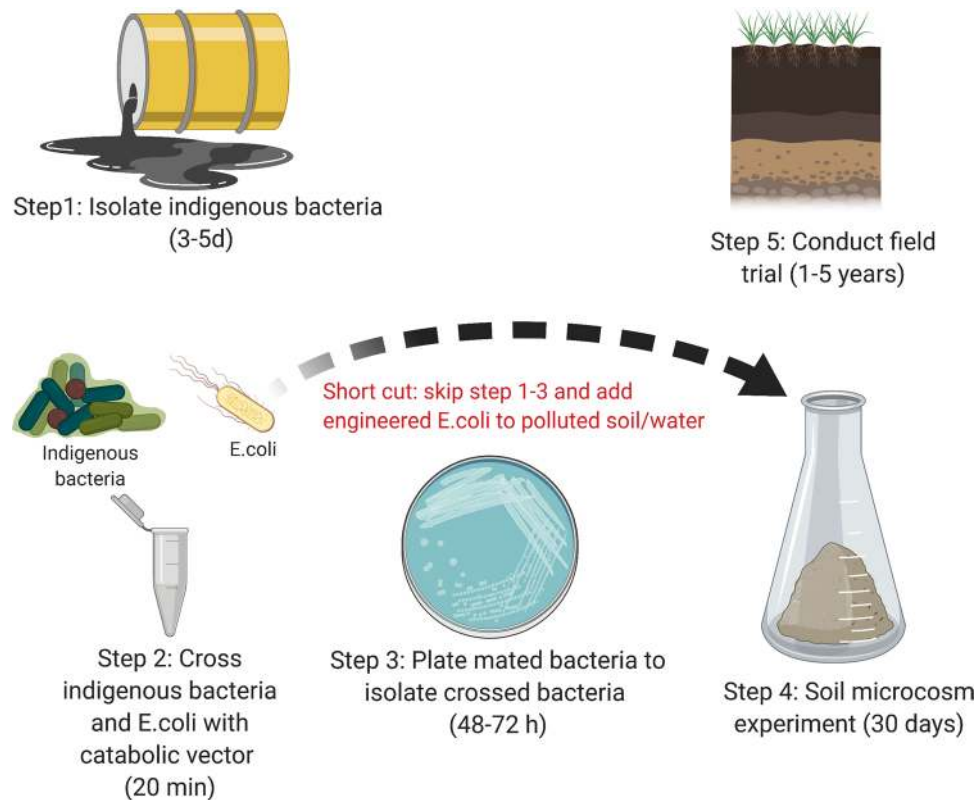 Step1: Isolate indigenous bacteria
(3-5d)
Step 5: Conduct field
trial (1-5 years)
Indigenous
bacteria
E.coli
Short cut: skip step 1-3 and add
engineered E.coli to polluted soil/water
Step 2: Cross
indigenous bacteria
and E.coli with
catabolic vector
(20 min)
Step 3: Plate mated bacteria to
isolate crossed bacteria
(48-72 h)
Step 4: Soil microcosm
experiment (30 days)